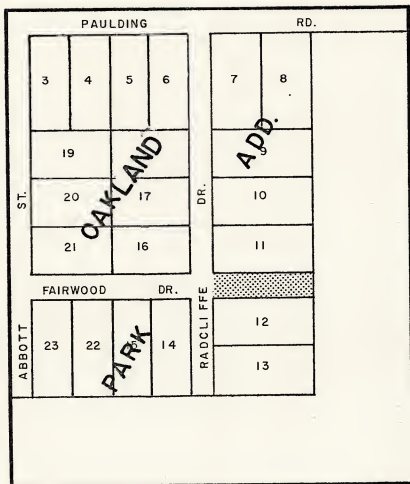 PAULDING RD.
3 4 5 6 7 8
19 9
20 17 10
21 16 11
OAKLAND ADD.
ST. DR.
FAIRWOOD DR.
12
23 22 14
13
PARK
ABBOTT
RADCLIFFE